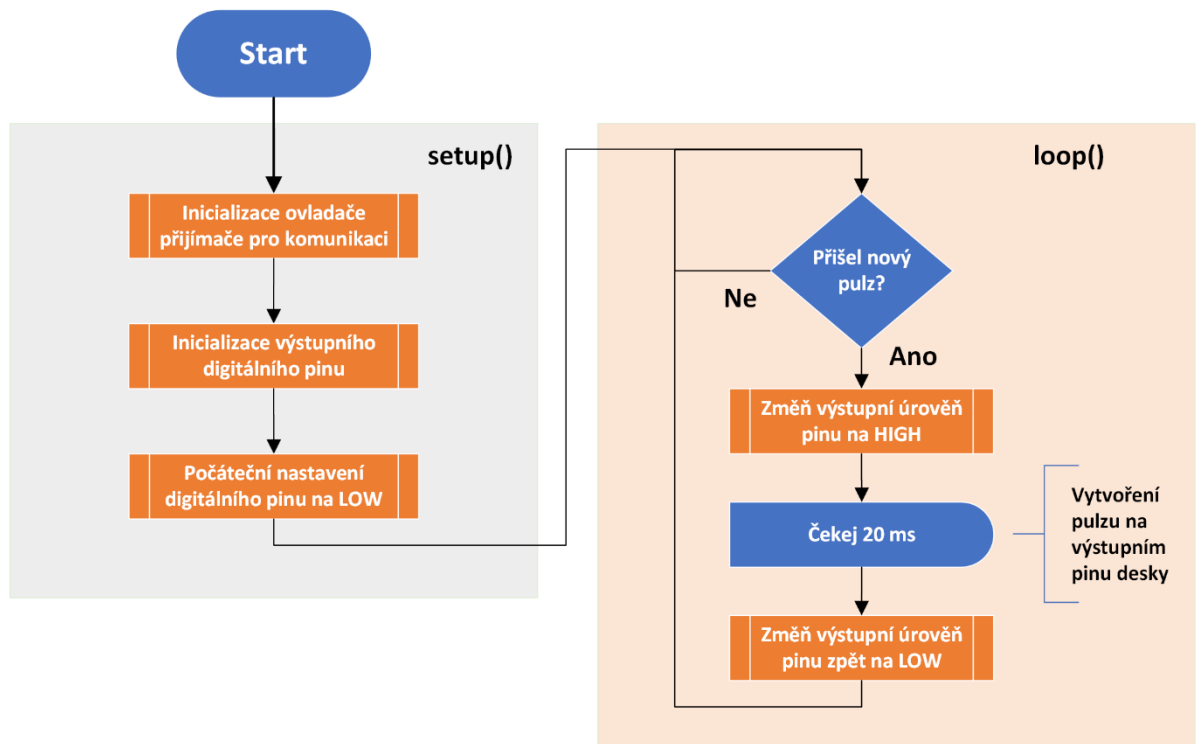 Start
setup()
Inicializace ovladače
přijímače pro komunikaci
Inicializace výstupního
digitálního pinu
Počáteční nastavení
digitálního pinu na LOW
loop()
Přišel nový
pulz?
Ne
Ano
Změň výstupní úrověň
pinu na HIGH
Čekej 20 ms
Vytvoření
pulzu na
výstupním
pinu desky
Změň výstupní úrověň
pinu zpět na LOW